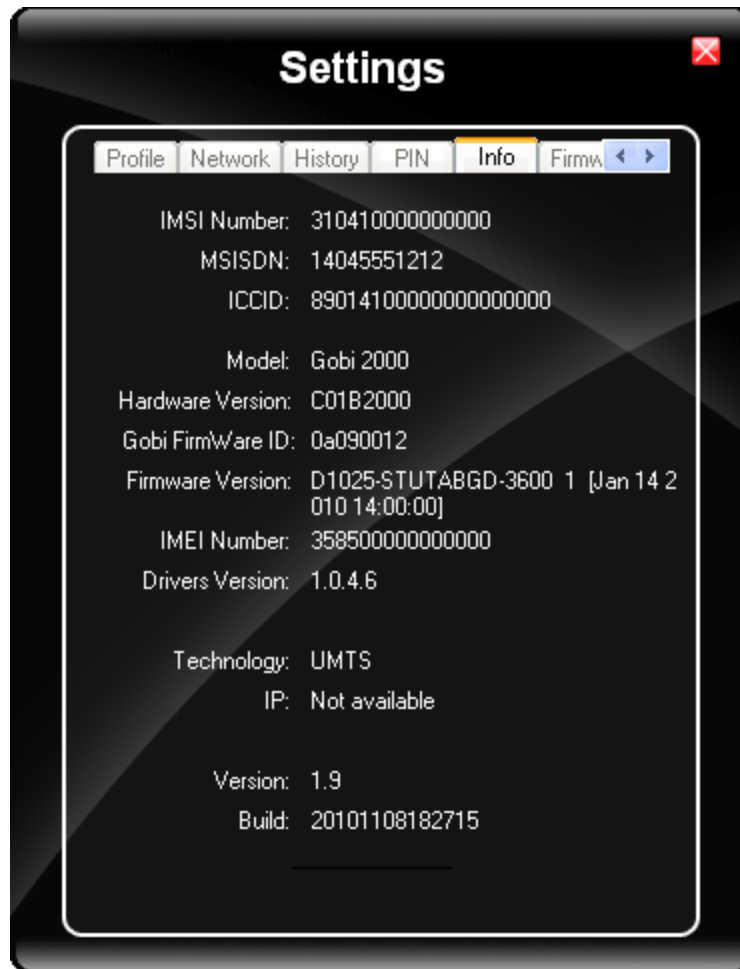 Settings
Profile Network History PIN Info Firmw
IMSI Number: 310410000000000
MSISDN: 14045551212
ICCID: 89014100000000000000
Model: Gobi 2000
Hardware Version: C01B2000
Gobi FirmWare ID: 0a090012
Firmware Version: D1025-STUTABGD-3600 1 [Jan 14 2
010 14:00:00]
IMEI Number: 358500000000000
Drivers Version: 1.0.4.6
Technology: UMTS
IP: Not available
Version: 1.9
Build: 20101108182715